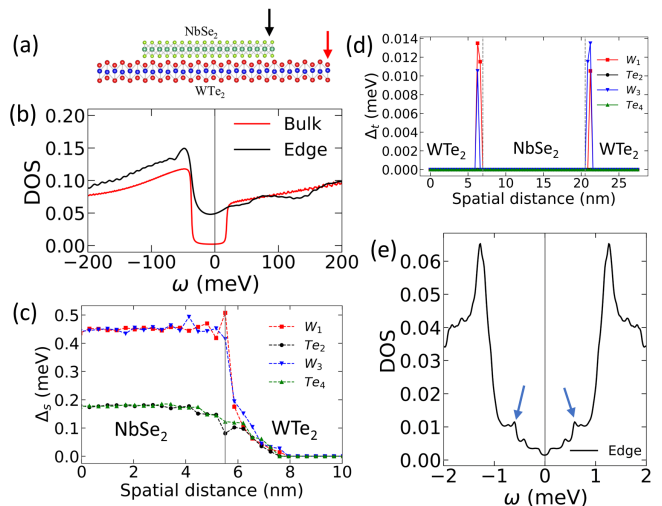 (a)
NbSe2
WTe2
(b)
0.20
0.15
0.10
0.05
0.00
DOS
Bulk
Edge
−200
−100
0
100
200
ω (meV)
(c)
0.5
0.4
0.3
0.2
0.1
0.0
Δs (meV)
W1
Te2
W3
Te4
NbSe2
WTe2
0
2
4
6
8
10
Spatial distance (nm)
(d)
0.014
0.012
0.010
0.008
0.006
0.004
0.002
0.000
Δt (meV)
W1
Te2
W3
Te4
WTe2
NbSe2
WTe2
0
5
10
15
20
25
Spatial distance (nm)
(e)
0.06
0.05
0.04
0.03
0.02
0.01
0.00
DOS
Edge
−2
−1
0
1
2
ω (meV)